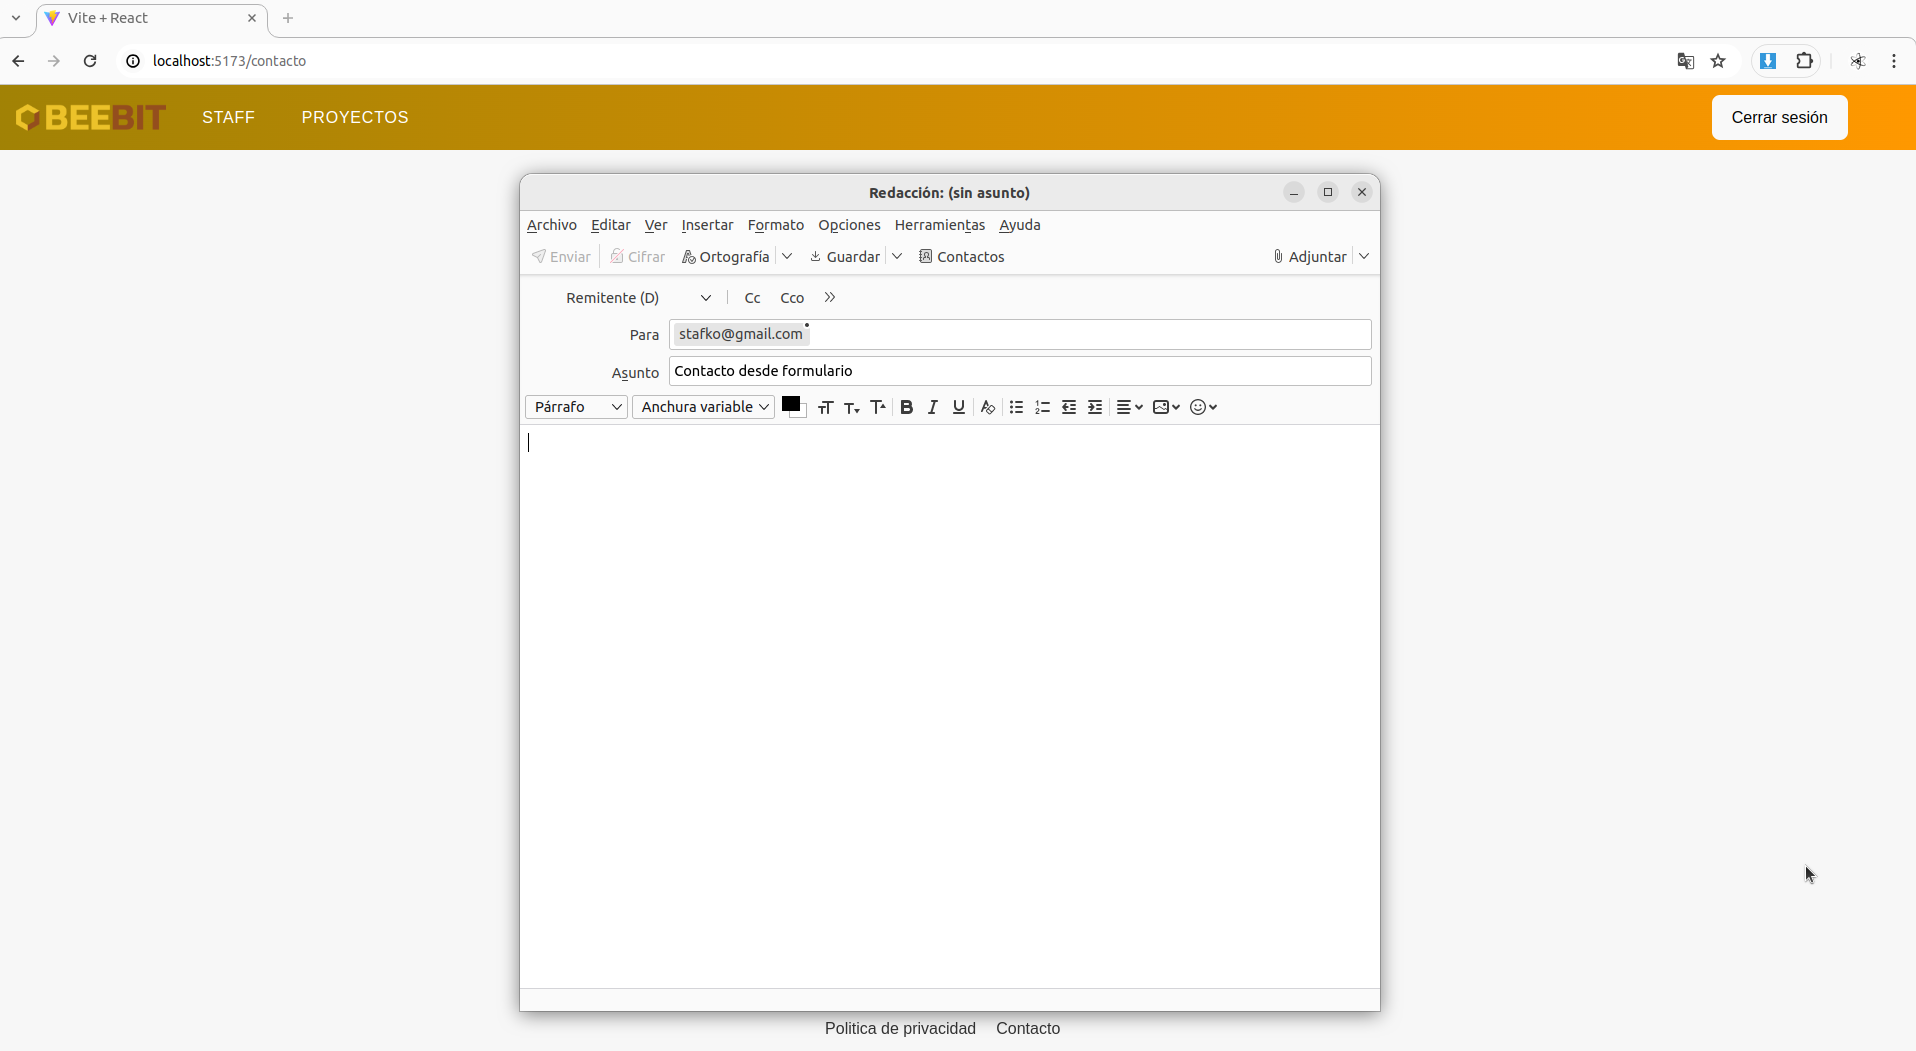 Vite + React
localhost:5173/contacto
BEEBIT STAFF PROYECTOS Cerrar sesión
Redacción: (sin asunto)
Archivo Editar Ver Insertar Formato Opciones Herramientas Ayuda
Enviar Cifrar Ortografía Guardar Contactos Adjuntar
Remitente (D) Cc Cco
Para stafko@gmail.com
Asunto Contacto desde formulario
Párrafo Anchura variable
Politica de privacidad Contacto